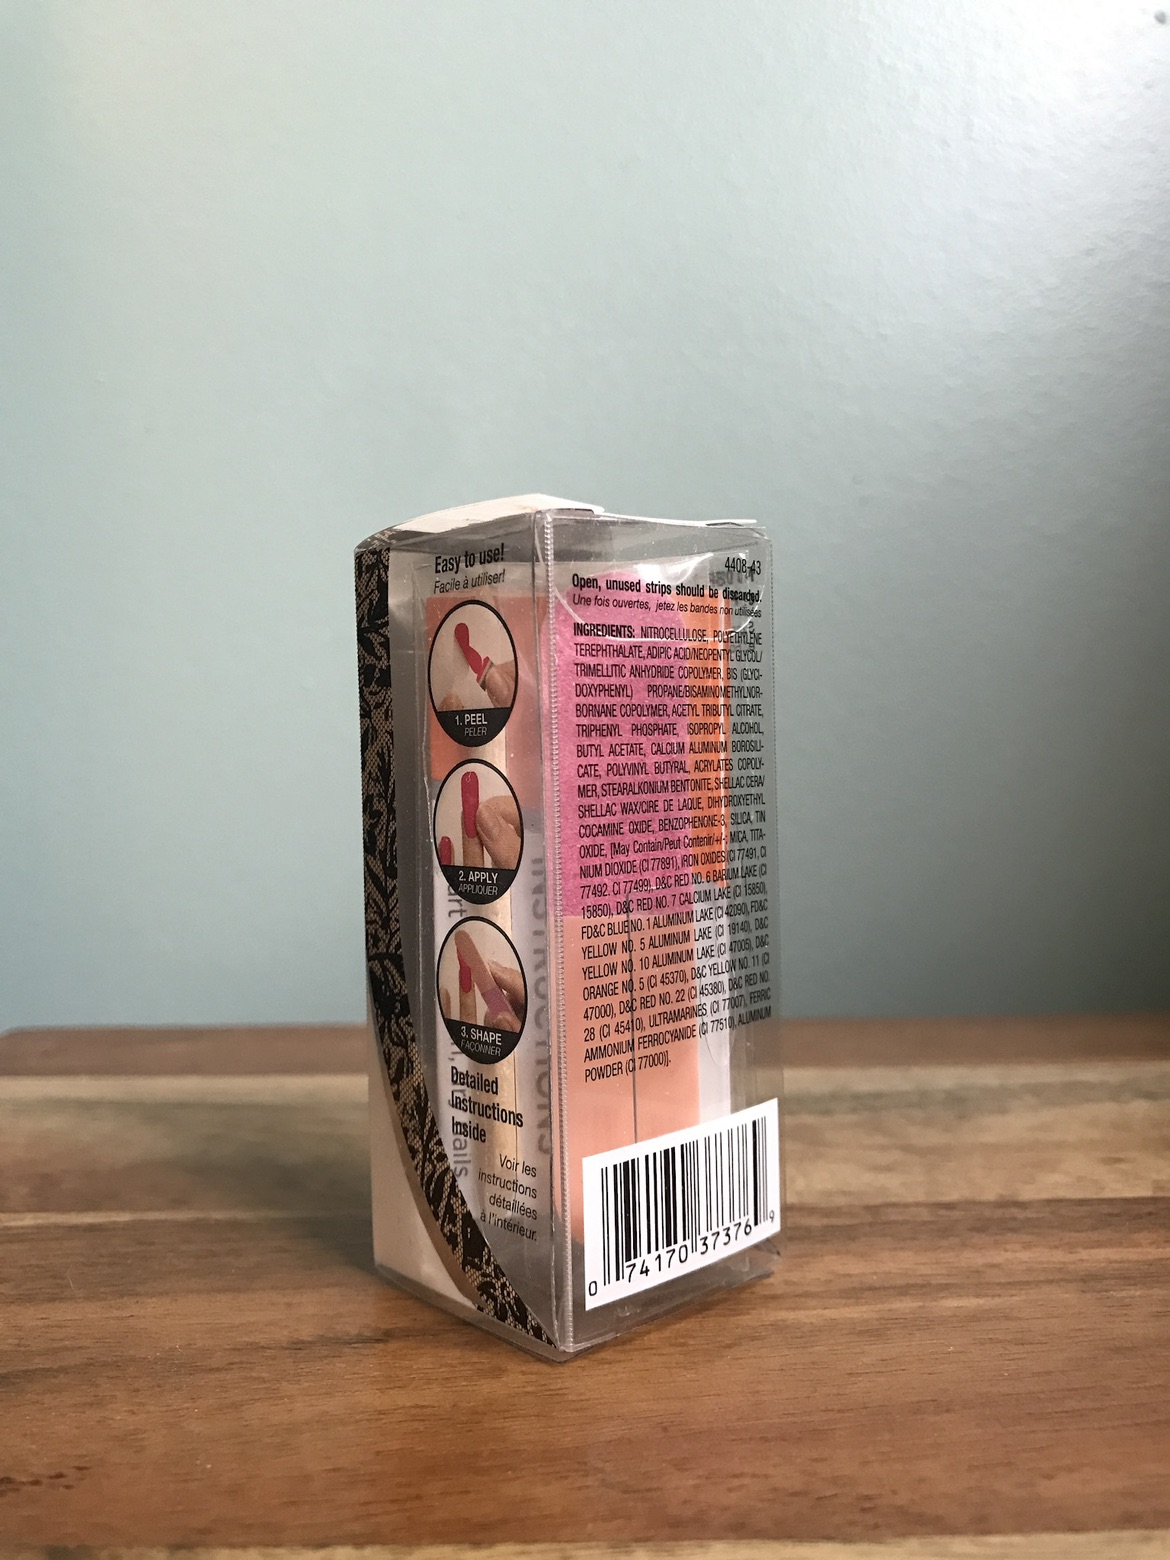 Easy to use!
Facile à utiliser!
1. PEEL
PELER
2. APPLY
APPLIQUER
3. SHAPE
FAÇONNER
Detailed
Instructions
Inside
Voir les
instructions
détaillées
à l'intérieur.
INSTRUCTIONS
4408-43
Open, unused strips should be discarded.
Une fois ouvertes, jetez les bandes non utilisées
INGREDIENTS: NITROCELLULOSE, POLYETHYLENE
TEREPHTHALATE, ADIPIC ACID/NEOPENTYL GLYCOL/
TRIMELLITIC ANHYDRIDE COPOLYMER, BIS (GLYCI-
DOXYPHENYL) PROPANE/BISAMINOMETHYLNOR-
BORNANE COPOLYMER, ACETYL TRIBUTYL CITRATE,
TRIPHENYL PHOSPHATE, ISOPROPYL ALCOHOL,
BUTYL ACETATE, CALCIUM ALUMINUM BOROSILI-
CATE, POLYVINYL BUTYRAL, ACRYLATES COPOLY-
MER, STEARALKONIUM BENTONITE, SHELLAC CERA/
SHELLAC WAX/CIRE DE LAQUE, DIHYDROXYETHYL
COCAMINE OXIDE, BENZOPHENONE-3, SILICA, TIN
OXIDE, [May Contain/Peut Contenir/+/-: MICA, TITA-
NIUM DIOXIDE (CI 77891), IRON OXIDES (CI 77491, CI
77492. CI 77499), D&C RED NO. 6 BARIUM LAKE (CI
15850), D&C RED NO. 7 CALCIUM LAKE (CI 15850),
FD&C BLUE NO. 1 ALUMINUM LAKE (CI 42090), FD&C
YELLOW NO. 5 ALUMINUM LAKE (CI 19140), D&C
YELLOW NO. 10 ALUMINUM LAKE (CI 47005), D&C
ORANGE NO. 5 (CI 45370), D&C YELLOW NO. 11 (CI
47000), D&C RED NO. 22 (CI 45380), D&C RED NO.
28 (CI 45410), ULTRAMARINES (CI 77007), FERRIC
AMMONIUM FERROCYANIDE (CI 77510), ALUMINUM
POWDER (CI 77000)].
0 74170 37376 9